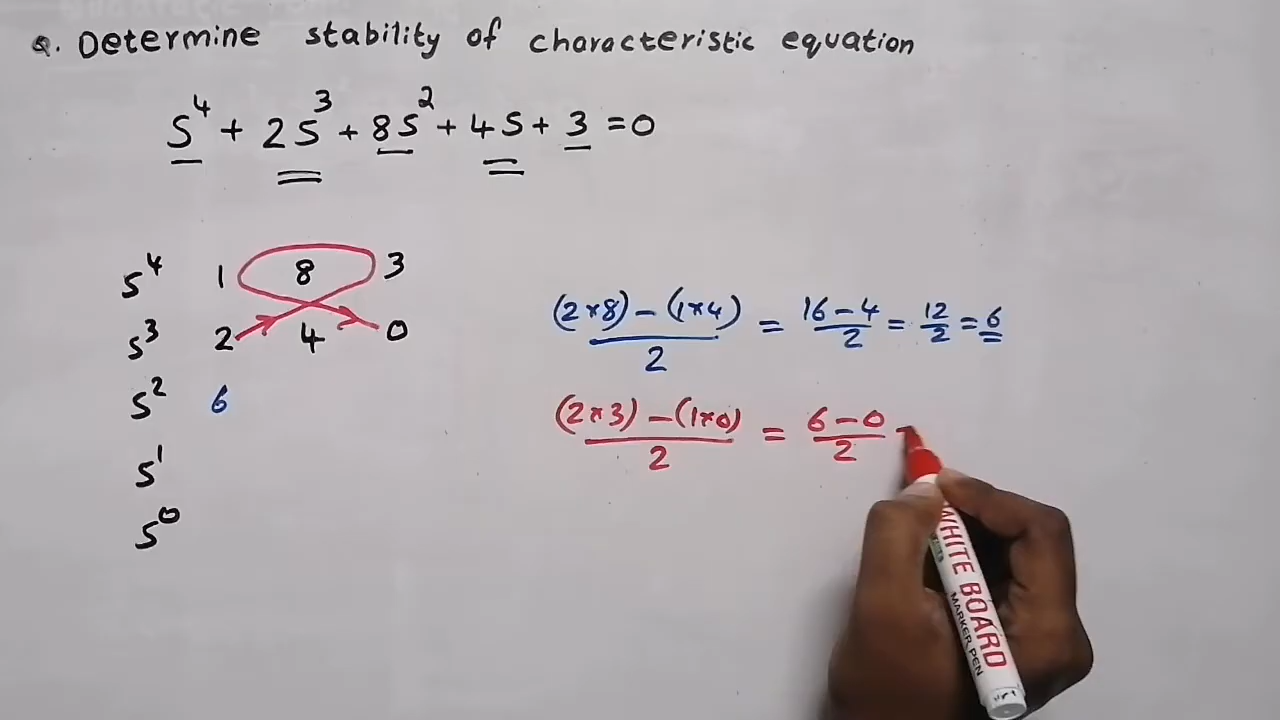 Q. Determine stability of characteristic equation
S⁴ + 2S³ + 8S² + 4S + 3 = 0
S⁴ 1 8 3
S³ 2 4 0
S² 6
S¹
S⁰
(2×8) – (1×4) / 2 = 16 – 4 / 2 = 12 / 2 = 6
(2×3) – (1×0) / 2 = 6 – 0 / 2 =
WHITE BOARD
MARKER PEN